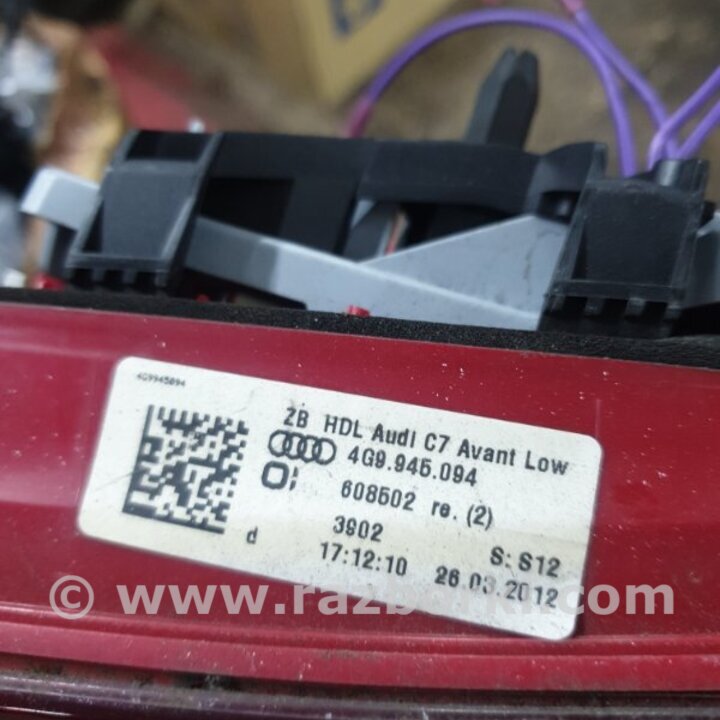 4G9945094
ZB HDL Audi C7 Avant Low
4G9.945.094
608502 re. (2)
3902
d
17:12:10
S: S12
26.03.2012
© www.razborki.com